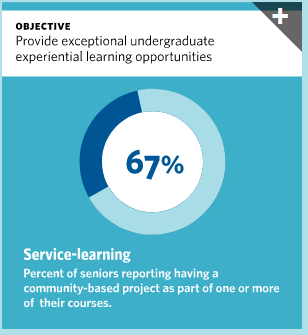 OBJECTIVE
Provide exceptional undergraduate
experiential learning opportunities
67%
Service-learning
Percent of seniors reporting having a
community-based project as part of one or more
of their courses.